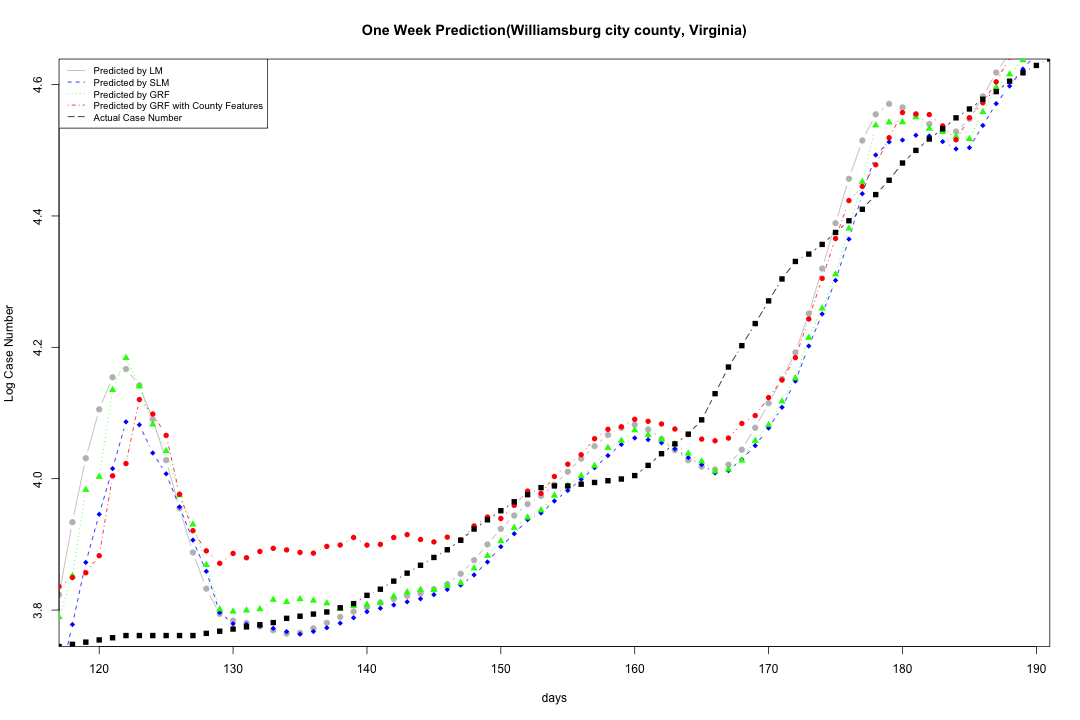 One Week Prediction(Williamsburg city county, Virginia)
Predicted by LM
Predicted by SLM
Predicted by GRF
Predicted by GRF with County Features
Actual Case Number
Log Case Number
4.6
4.4
4.2
4.0
3.8
120 130 140 150 160 170 180 190
days